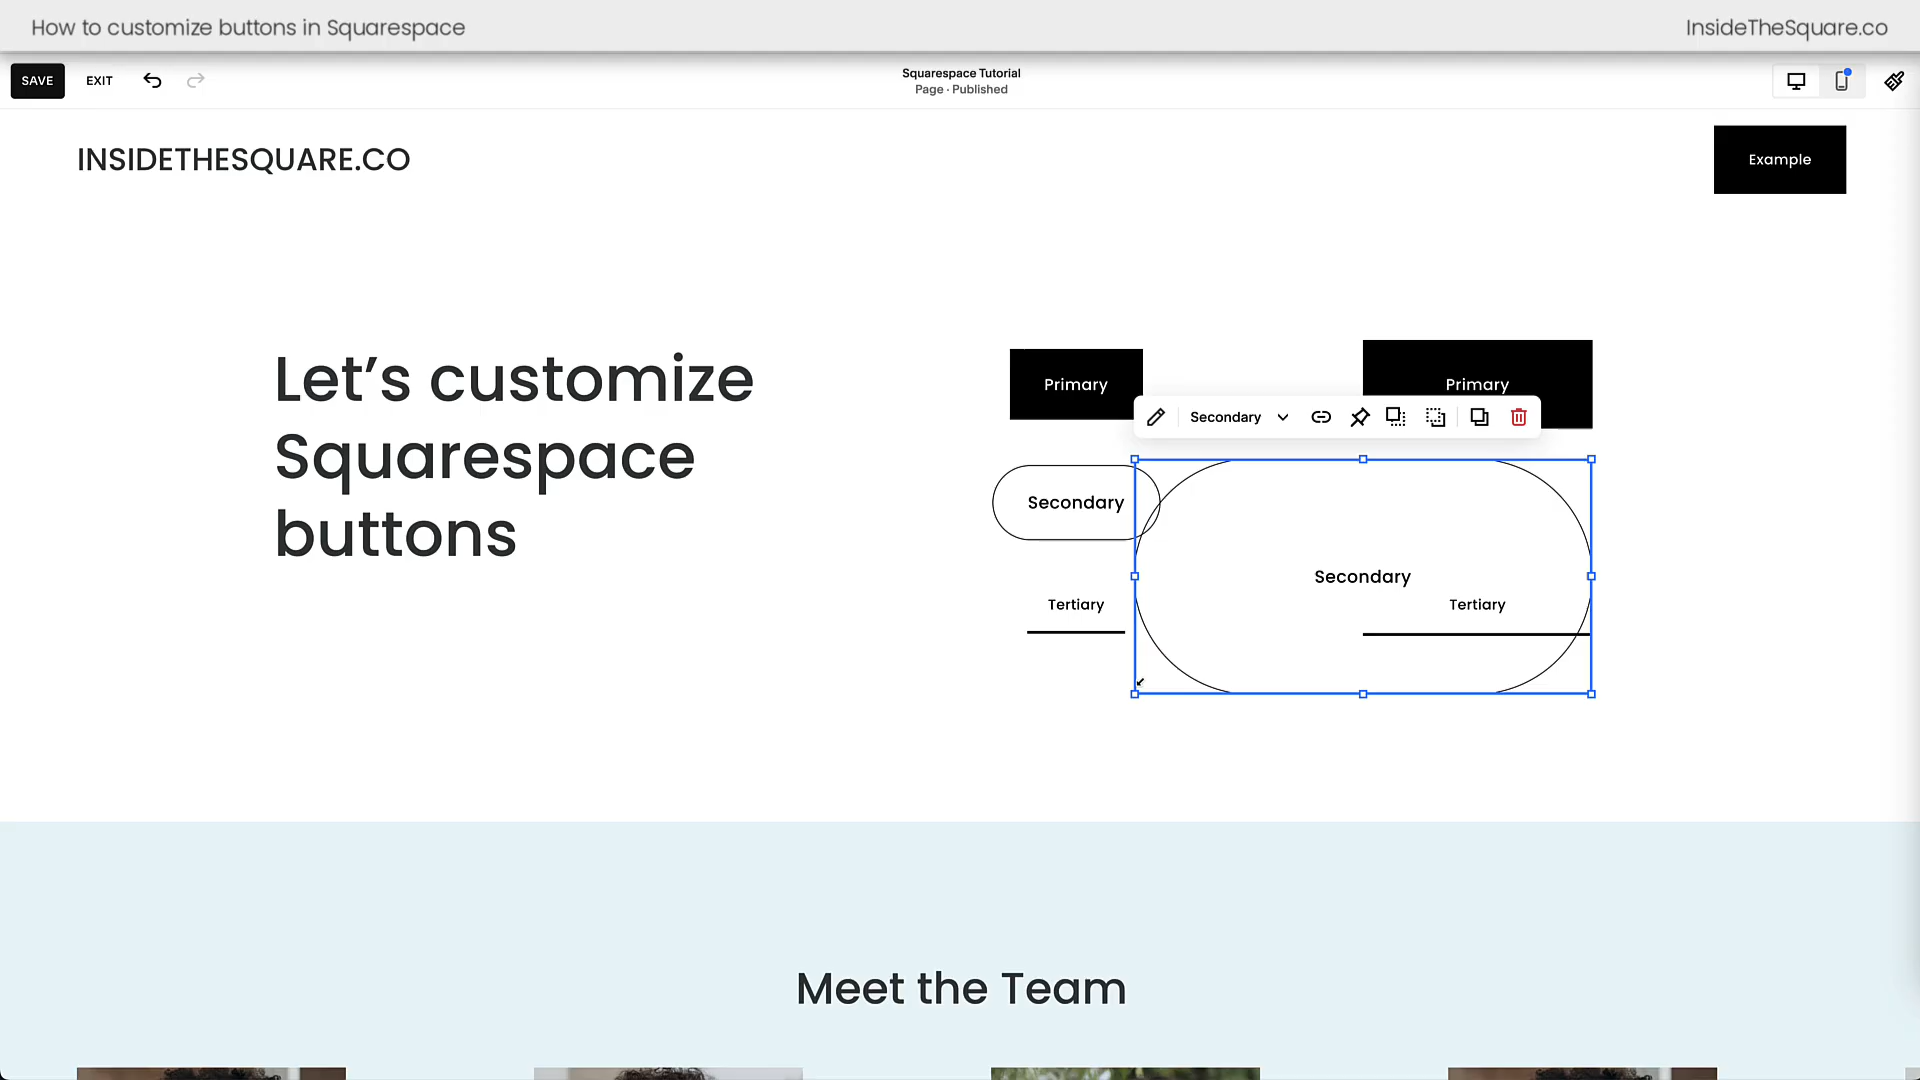 How to customize buttons in Squarespace
InsideTheSquare.co
SAVE
EXIT
Squarespace Tutorial
Page · Published
INSIDETHESQUARE.CO
Example
Let’s customize
Squarespace
buttons
Primary
Primary
Secondary
Secondary
Secondary
Tertiary
Tertiary
Meet the Team